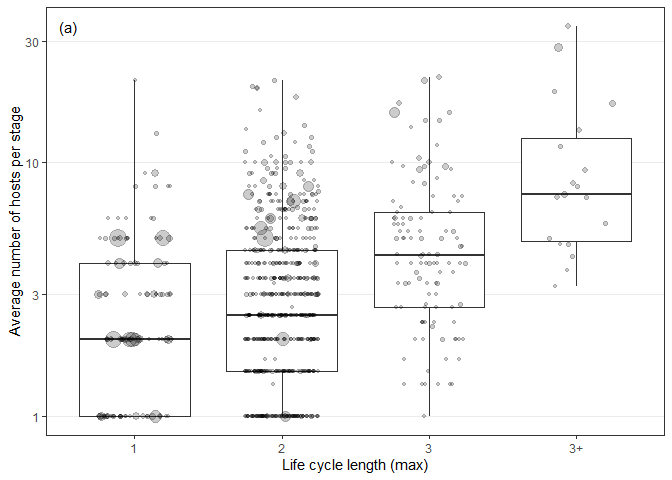 (a)
Average number of hosts per stage
30
10
3
1
1
2
3
3+
Life cycle length (max)